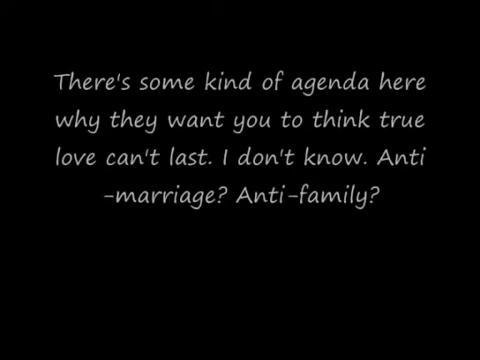 There's some kind of agenda here
why they want you to think true
love can't last. I don't know. Anti
-marriage? Anti-family?